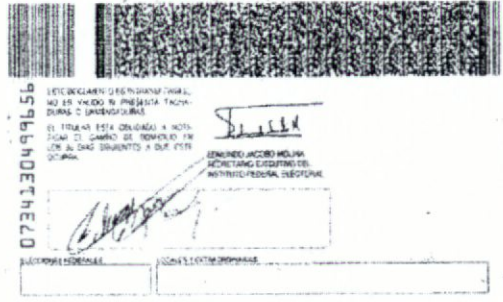 0734130499656
ESTE DOCUMENTO ES INTRANSFERIBLE,
NO ES VALIDO SI PRESENTA TACHA-
DURAS O ENMENDADURAS.
EL TITULAR ESTA OBLIGADO A NOTI-
FICAR EL CAMBIO DE DOMICILIO EN
LOS 30 DIAS SIGUIENTES A QUE ESTE
OCURRA.
EDMUNDO JACOBO MOLINA
SECRETARIO EJECUTIVO DEL
INSTITUTO FEDERAL ELECTORAL
ELECCIONES FEDERALES
LOCALES Y EXTRAORDINARIAS